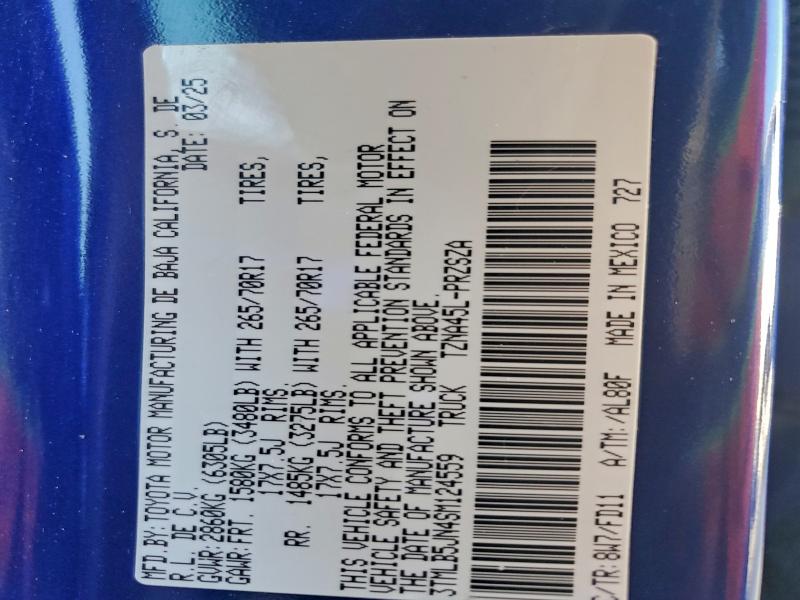 MFD.BY:TOYOTA MOTOR MANUFACTURING DE BAJA CALIFORNIA, S. DE
R.L. DE C.V. DATE: 03/25
GVWR: 2860KG (6305LB)
GAWR: FRT. 1580KG (3480LB) WITH 265/70R17 TIRES,
17X7.5J RIMS.
RR. 1485KG (3275LB) WITH 265/70R17 TIRES,
17X7.5J RIMS.
THIS VEHICLE CONFORMS TO ALL APPLICABLE FEDERAL MOTOR
VEHICLE SAFETY AND THEFT PREVENTION STANDARDS IN EFFECT ON
THE DATE OF MANUFACTURE SHOWN ABOVE.
3TMLB5JN4SM124559 TRUCK TZNA45L-PRZSZA
C/TR:8W7/FD11 A/TM:/AL80F MADE IN MEXICO 727